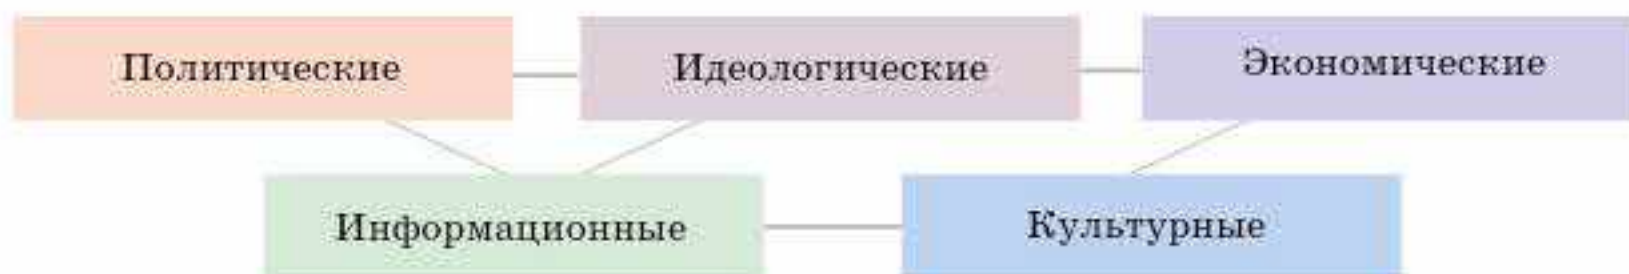 Политические Идеологические Экономические
Информационные Культурные